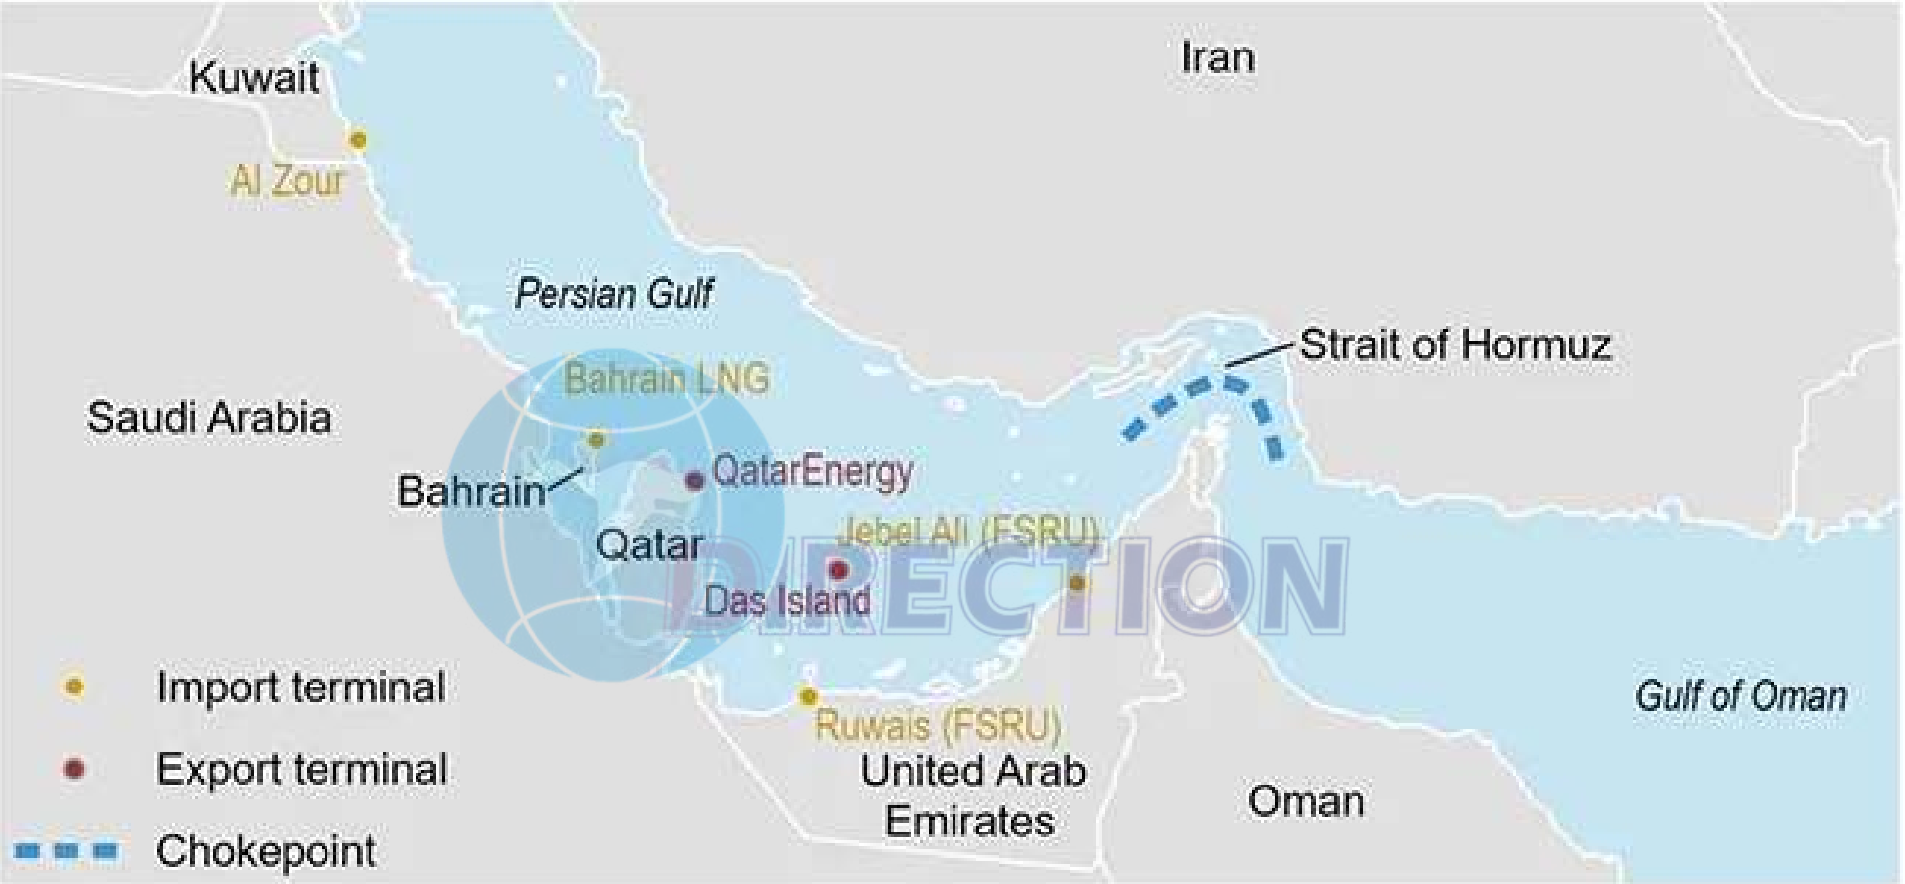 Iran
Kuwait
Al Zour
Persian Gulf
Strait of Hormuz
Bahrain LNG
Saudi Arabia
QatarEnergy
Bahrain
Jebel Ali (FSRU)
Qatar
DIRECTION
Das Island
Import terminal
Gulf of Oman
Ruwais (FSRU)
Export terminal
United Arab
Emirates
Oman
Chokepoint